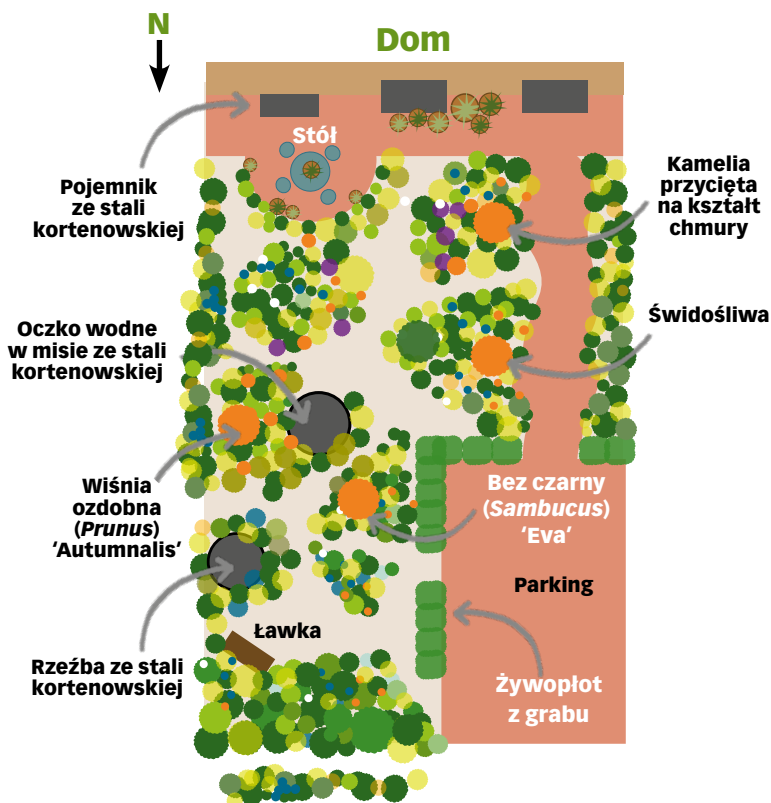 N
Dom
Stół
Pojemnik
ze stali
kortenowskiej
Kamelia
przycięta
na kształt
chmury
Oczko wodne
w misie ze stali
kortenowskiej
Świdośliwa
Wiśnia
ozdobna
(Prunus)
‘Autumnalis‘
Bez czarny
(Sambucus)
‘Eva’
Parking
Ławka
Rzeźba ze stali
kortenowskiej
Żywopłot
z grabu